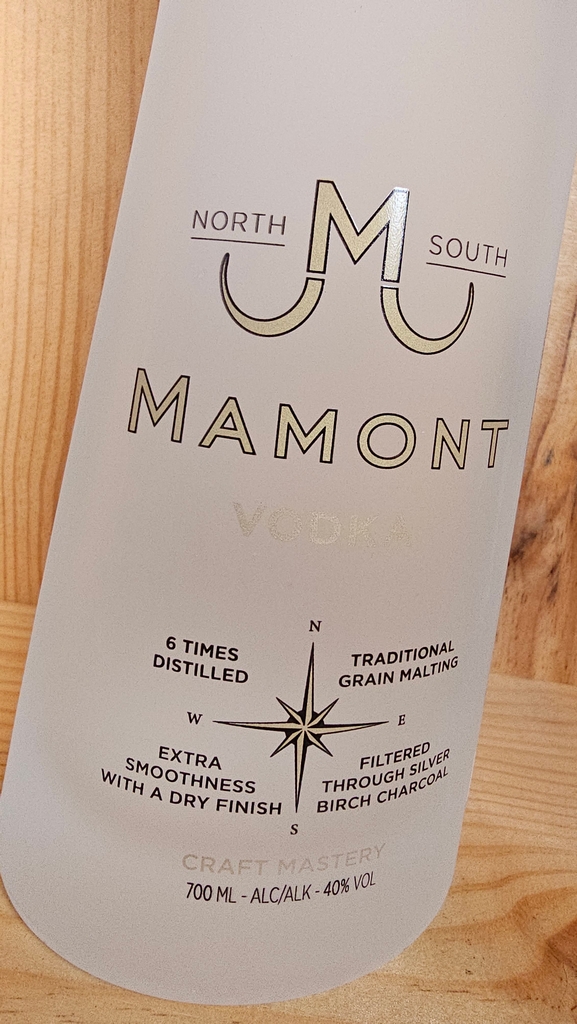 NORTH
M
SOUTH
MAMONT
VODKA
N
6 TIMES
DISTILLED
TRADITIONAL
GRAIN MALTING
W
E
EXTRA
SMOOTHNESS
WITH A DRY FINISH
FILTERED
THROUGH SILVER
BIRCH CHARCOAL
S
CRAFT MASTERY
700 ML - ALC/ALK - 40% VOL